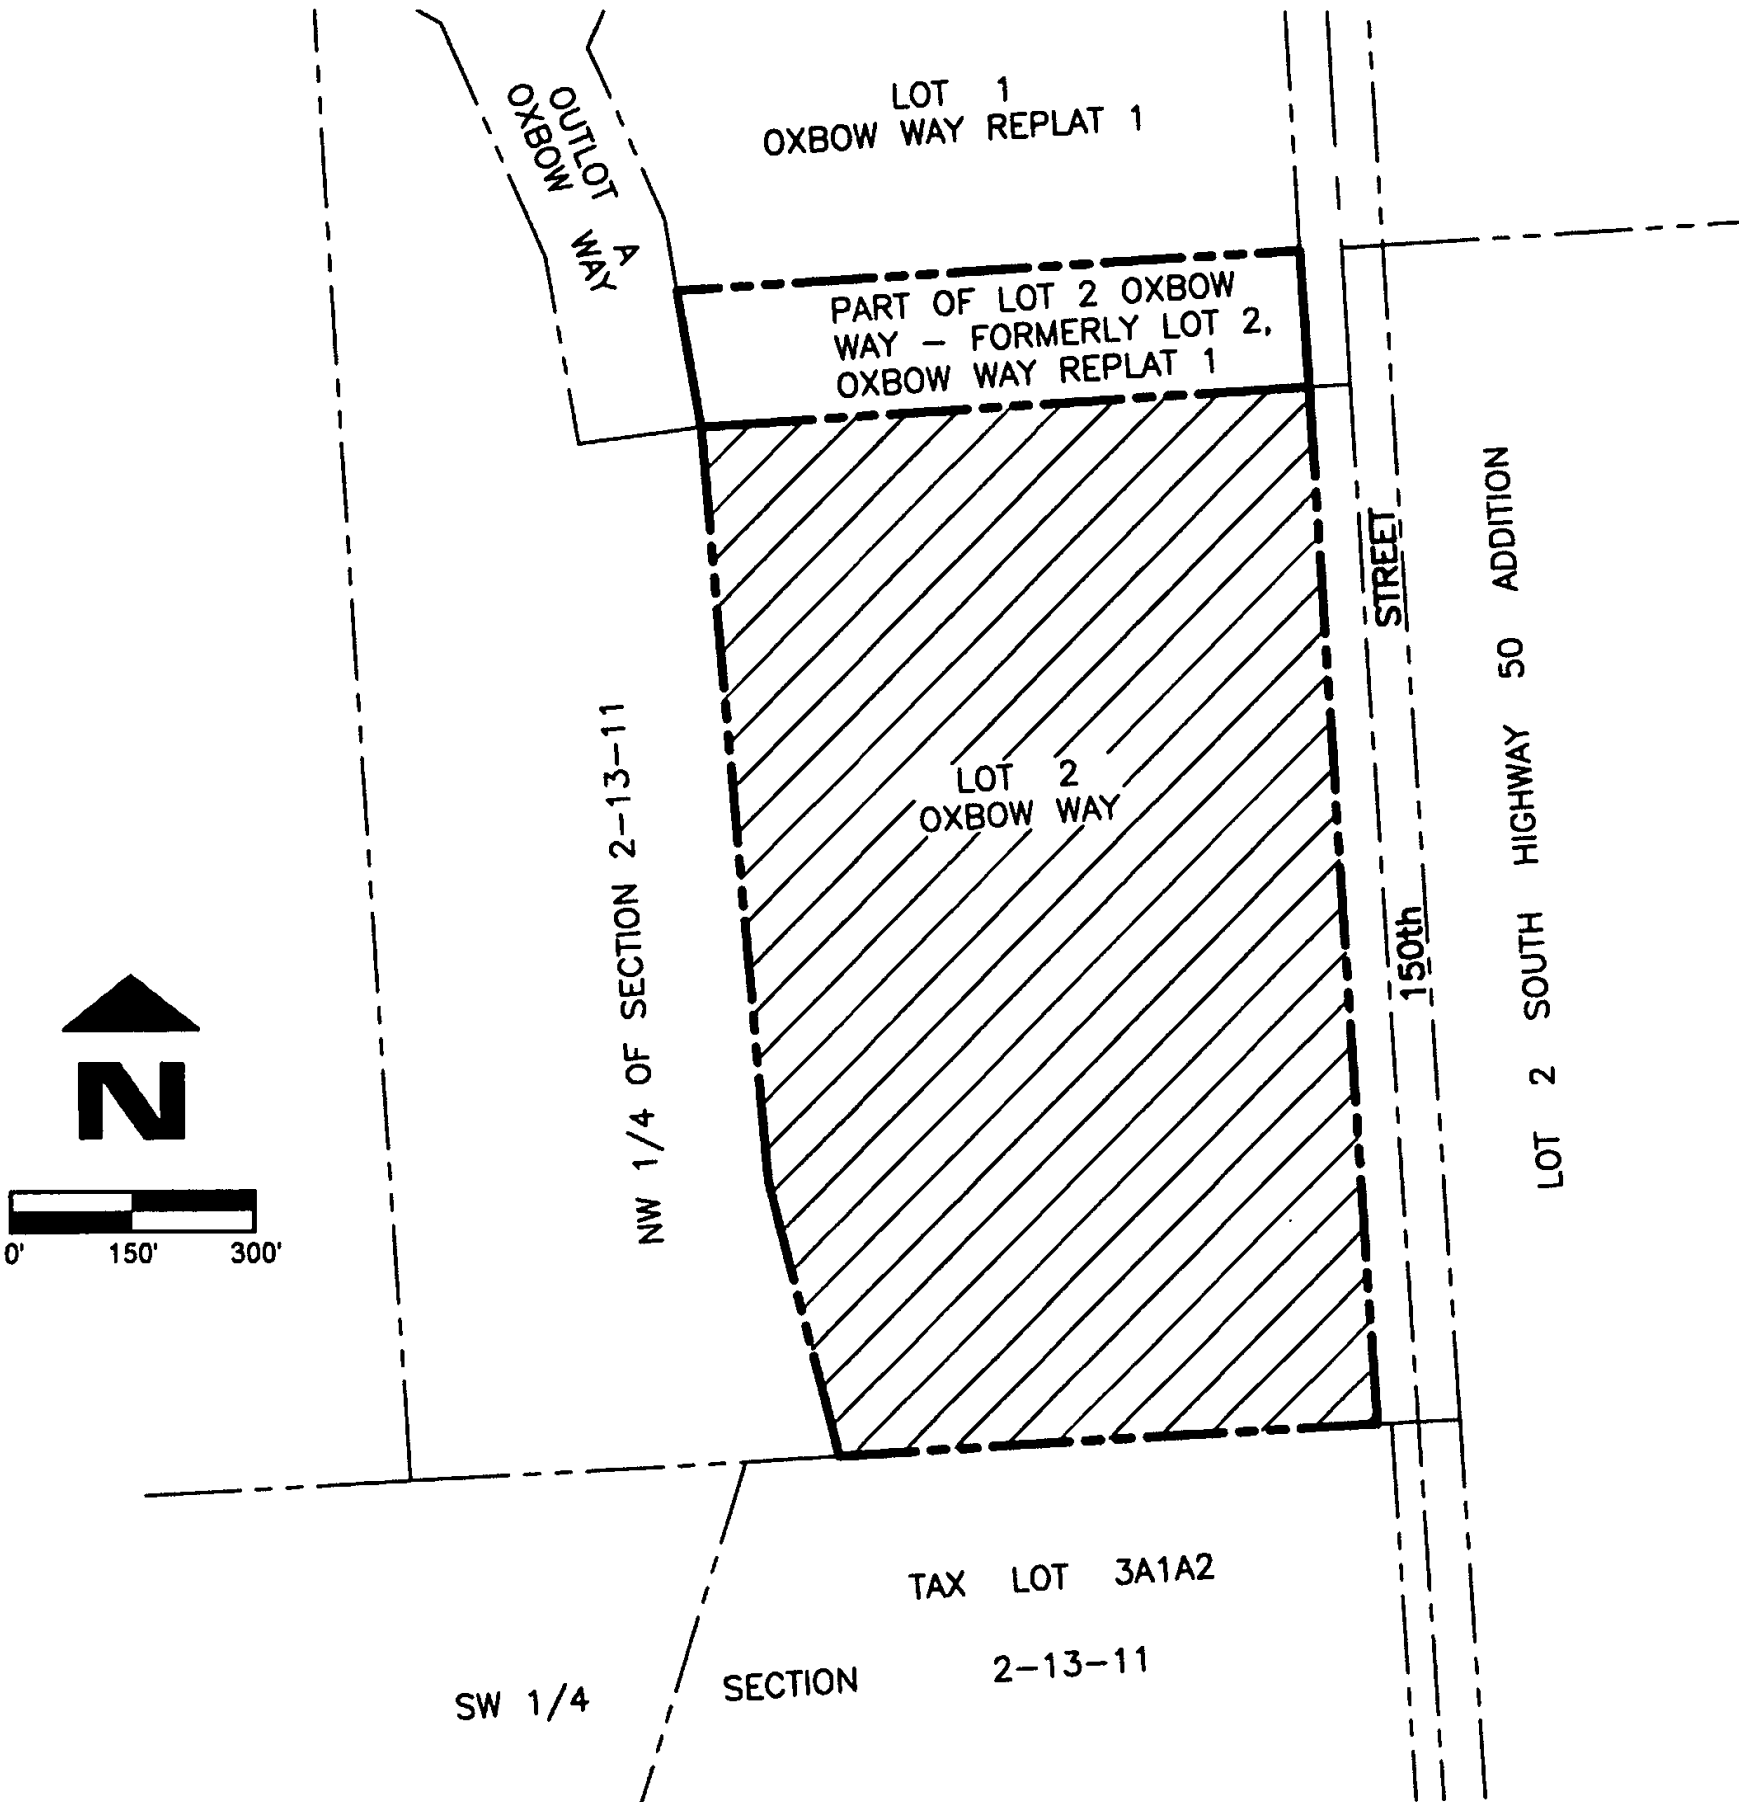 OUTLOT A
OXBOW WAY
LOT 1
OXBOW WAY REPLAT 1
PART OF LOT 2 OXBOW
WAY – FORMERLY LOT 2,
OXBOW WAY REPLAT 1
LOT 2
OXBOW WAY
NW 1/4 OF SECTION 2-13-11
150th STREET
LOT 2 SOUTH HIGHWAY 50 ADDITION
N
0' 150' 300'
TAX LOT 3A1A2
SW 1/4 SECTION 2-13-11